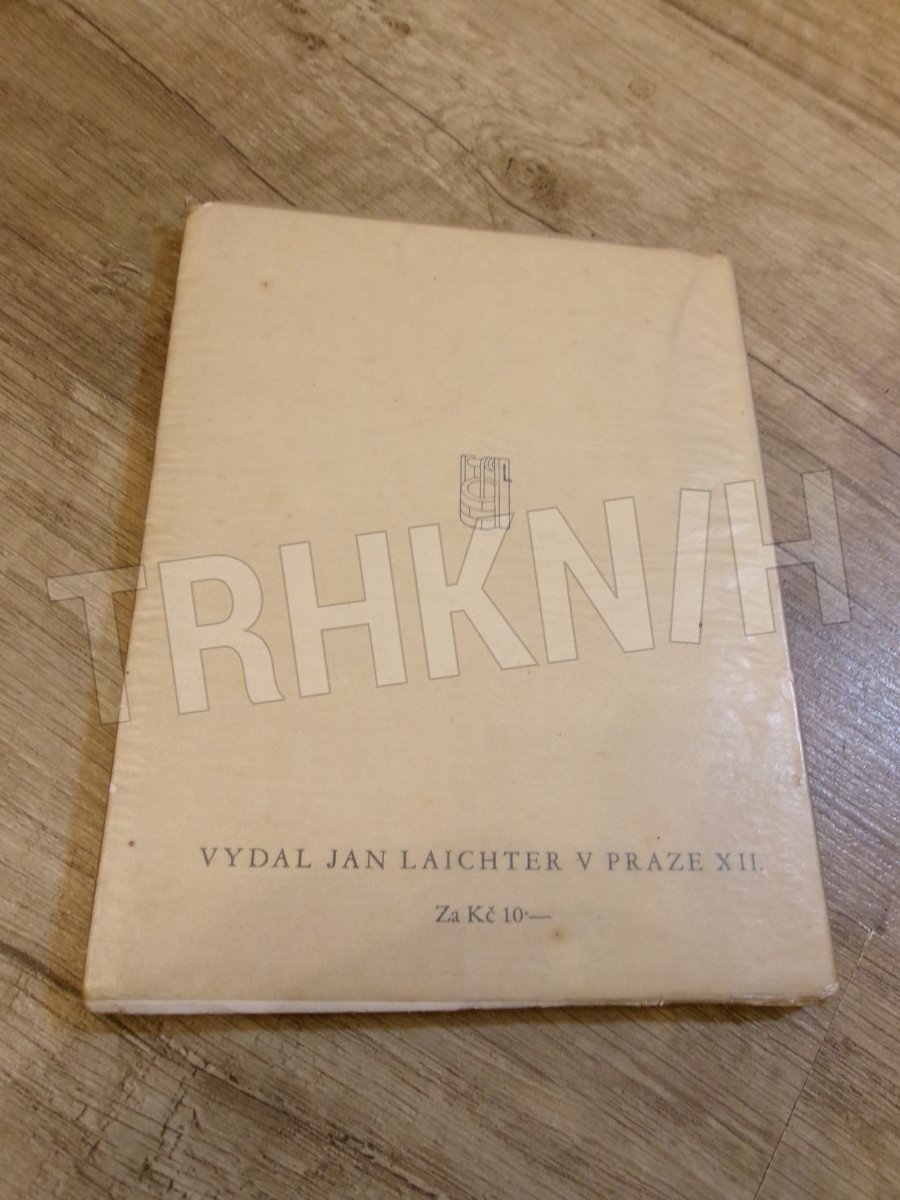 TRHKNIH
VYDAL JAN LAICHTER V PRAZE XII.
Za Kč 10·—